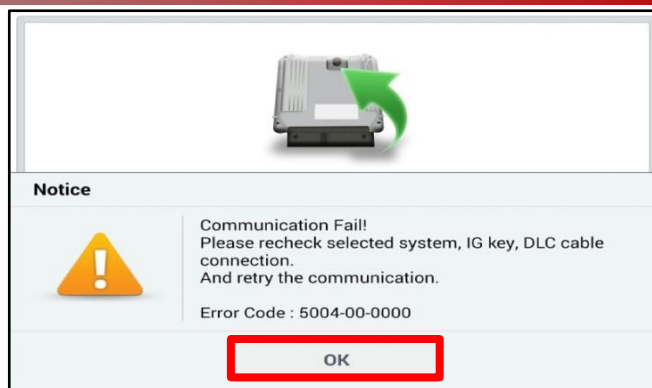 Notice
Communication Fail!
Please recheck selected system, IG key, DLC cable
connection.
And retry the communication.
Error Code : 5004-00-0000
OK